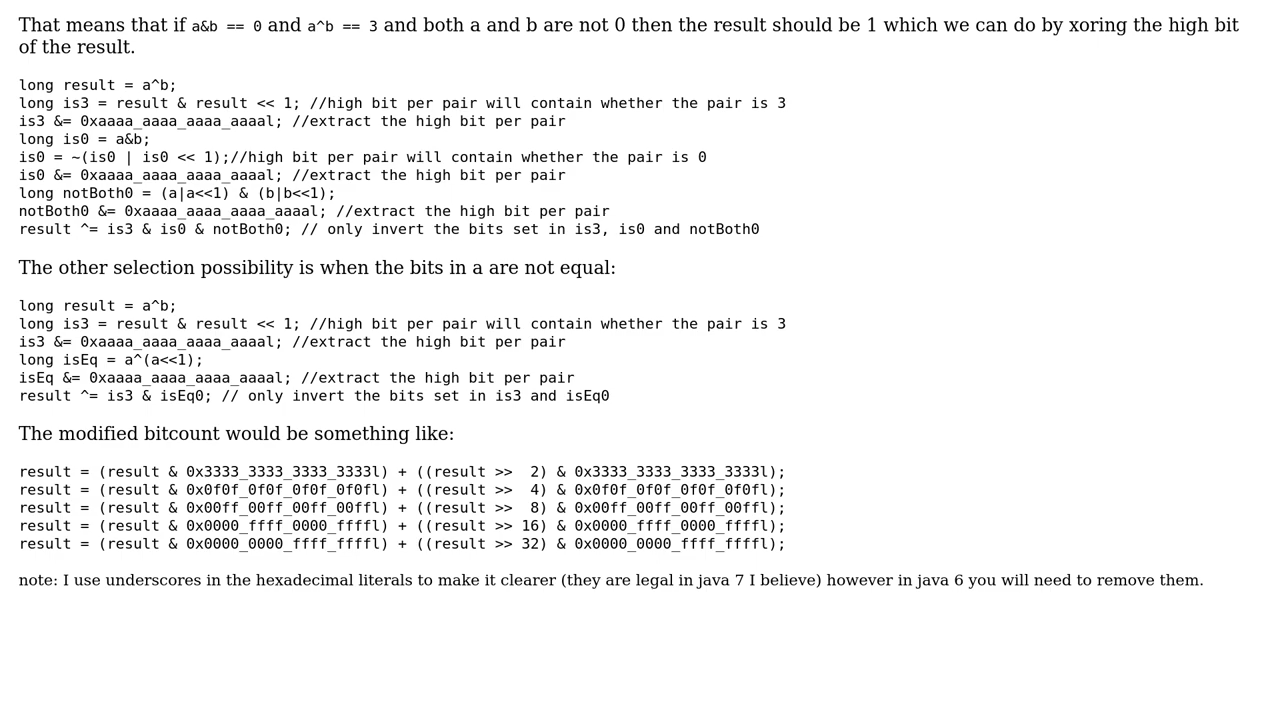 That means that if a&b == 0 and a^b == 3 and both a and b are not 0 then the result should be 1 which we can do by xoring the high bit
of the result.
long result = a^b;
long is3 = result & result << 1; //high bit per pair will contain whether the pair is 3
is3 &= 0xaaaa_aaaa_aaaa_aaaal; //extract the high bit per pair
long is0 = a&b;
is0 = ~(is0 | is0 << 1);//high bit per pair will contain whether the pair is 0
is0 &= 0xaaaa_aaaa_aaaa_aaaal; //extract the high bit per pair
long notBoth0 = (a|a<<1) & (b|b<<1);
notBoth0 &= 0xaaaa_aaaa_aaaa_aaaal; //extract the high bit per pair
result ^= is3 & is0 & notBoth0; // only invert the bits set in is3, is0 and notBoth0
The other selection possibility is when the bits in a are not equal:
long result = a^b;
long is3 = result & result << 1; //high bit per pair will contain whether the pair is 3
is3 &= 0xaaaa_aaaa_aaaa_aaaal; //extract the high bit per pair
long isEq = a^(a<<1);
isEq &= 0xaaaa_aaaa_aaaa_aaaal; //extract the high bit per pair
result ^= is3 & isEq0; // only invert the bits set in is3 and isEq0
The modified bitcount would be something like:
result = (result & 0x3333_3333_3333_3333l) + ((result >>  2) & 0x3333_3333_3333_3333l);
result = (result & 0x0f0f_0f0f_0f0f_0f0fl) + ((result >>  4) & 0x0f0f_0f0f_0f0f_0f0fl);
result = (result & 0x00ff_00ff_00ff_00ffl) + ((result >>  8) & 0x00ff_00ff_00ff_00ffl);
result = (result & 0x0000_ffff_0000_ffffl) + ((result >> 16) & 0x0000_ffff_0000_ffffl);
result = (result & 0x0000_0000_ffff_ffffl) + ((result >> 32) & 0x0000_0000_ffff_ffffl);
note: I use underscores in the hexadecimal literals to make it clearer (they are legal in java 7 I believe) however in java 6 you will need to remove them.